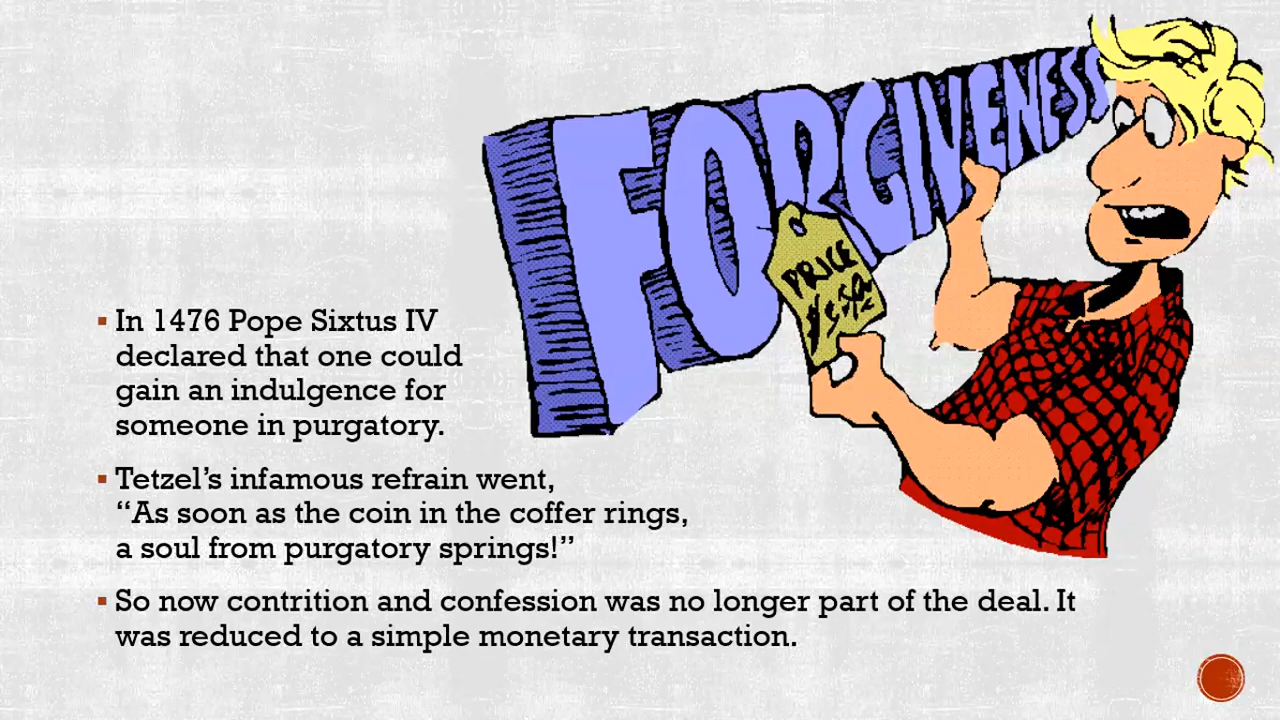 FORGIVENESS
PRICE
▪ In 1476 Pope Sixtus IV
declared that one could
gain an indulgence for
someone in purgatory.
▪ Tetzel’s infamous refrain went,
“As soon as the coin in the coffer rings,
a soul from purgatory springs!”
▪ So now contrition and confession was no longer part of the deal. It
was reduced to a simple monetary transaction.